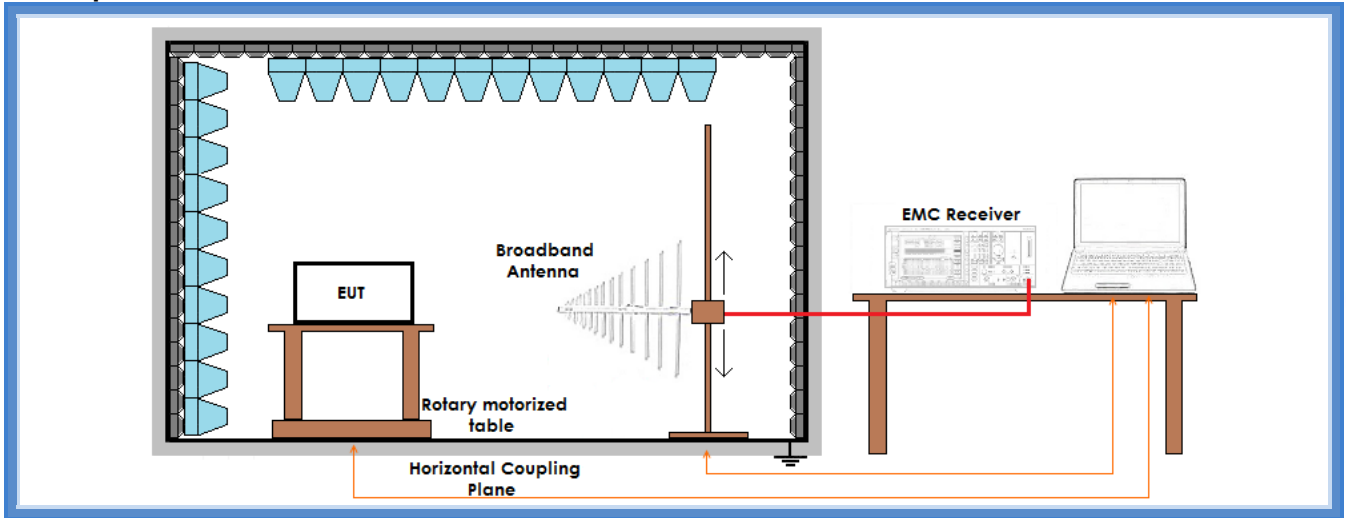 EMC Receiver
Broadband
Antenna
EUT
Rotary motorized
table
Horizontal Coupling
Plane